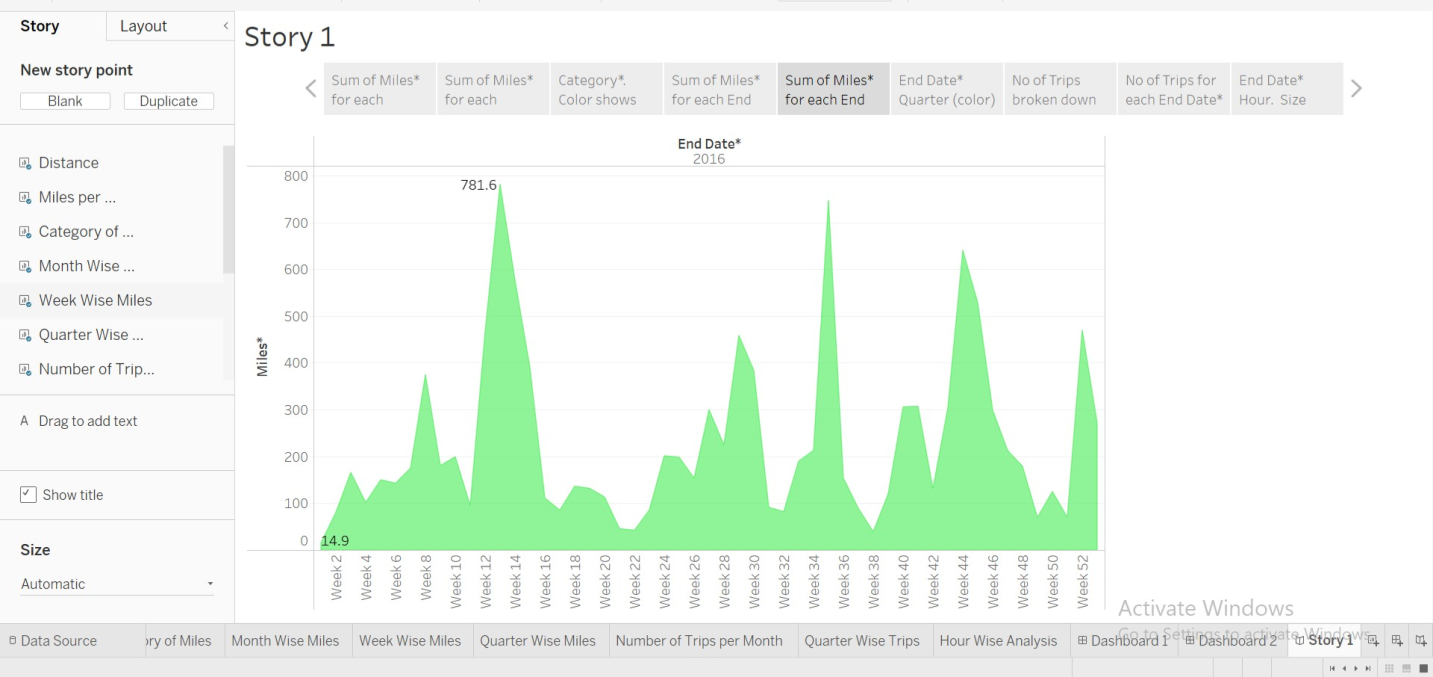 Story
Layout
New story point
Blank
Duplicate
Distance
Miles per ...
Category of ...
Month Wise ...
Week Wise Miles
Quarter Wise ...
Number of Trip...
A Drag to add text
Show title
Size
Automatic
Story 1
Sum of Miles*
for each
Sum of Miles*
for each
Category*.
Color shows
Sum of Miles*
for each End
Sum of Miles*
for each End
End Date*
Quarter (color)
No of Trips
broken down
No of Trips for
each End Date*
End Date*
Hour. Size
End Date*
2016
Miles*
800
700
600
500
400
300
200
100
0
781.6
14.9
Week 2
Week 4
Week 6
Week 8
Week 10
Week 12
Week 14
Week 16
Week 18
Week 20
Week 22
Week 24
Week 26
Week 28
Week 30
Week 32
Week 34
Week 36
Week 38
Week 40
Week 42
Week 44
Week 46
Week 48
Week 50
Week 52
Activate Windows
Go to Settings to activate Windows.
Data Source
ory of Miles
Month Wise Miles
Week Wise Miles
Quarter Wise Miles
Number of Trips per Month
Quarter Wise Trips
Hour Wise Analysis
Dashboard 1
Dashboard 2
Story 1